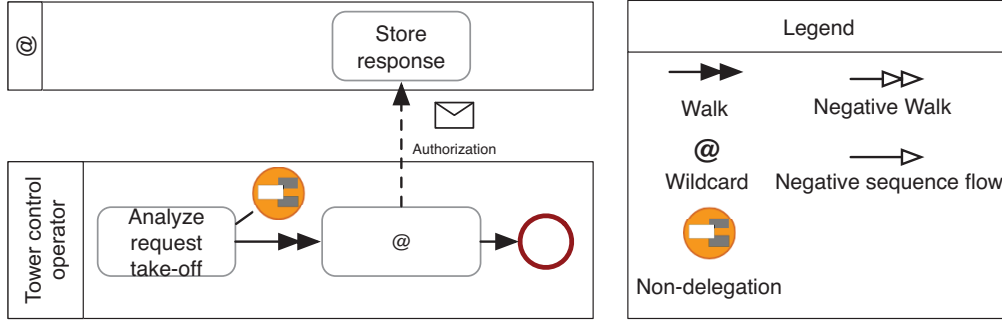 @
Store
response
Authorization
Tower control
operator
Analyze
request
take-off
@
Legend
Walk
Negative Walk
@
Wildcard
Negative sequence flow
Non-delegation